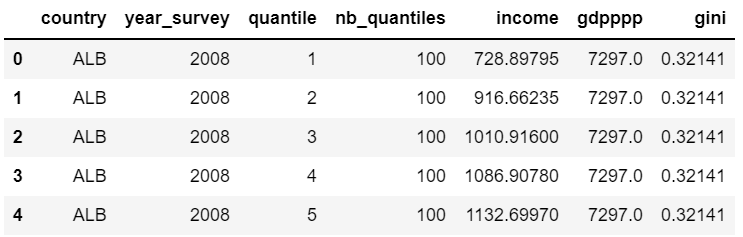 country year_survey quantile nb_quantiles income gdpppp gini
0 ALB 2008 1 100 728.89795 7297.0 0.32141
1 ALB 2008 2 100 916.66235 7297.0 0.32141
2 ALB 2008 3 100 1010.91600 7297.0 0.32141
3 ALB 2008 4 100 1086.90780 7297.0 0.32141
4 ALB 2008 5 100 1132.69970 7297.0 0.32141